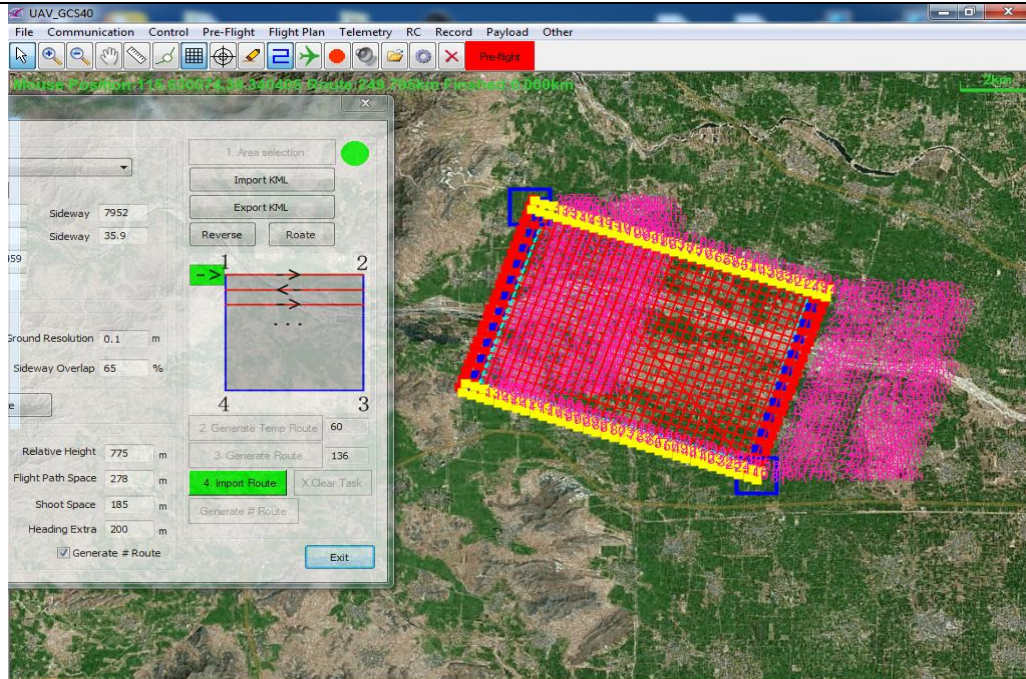 UAV_GCS40
File Communication Control Pre-Flight Flight Plan Telemetry RC Record Payload Other
Pre-flight
2km
1. Area selection
Import KML
Export KML
Sideway 7952
Reverse Roate
Sideway 35.9
1 2
Ground Resolution 0.1 m
Sideway Overlap 65 %
4 3
2. Generate Temp Route 60
Relative Height 775 m
3. Generate Route 136
Flight Path Space 278 m
4. Import Route X.Clear Task
Shoot Space 185 m
Generate # Route
Heading Extra 200 m
Generate # Route
Exit